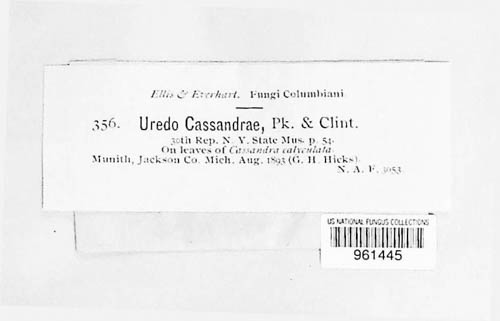 Ellis & Everhart. Fungi Columbiani
356. Uredo Cassandrae, Pk. & Clint.
30th Rep. N. Y. State Mus. p. 54.
On leaves of Cassandra calyculata.
Munith, Jackson Co. Mich. Aug. 1893 (G. H. Hicks).
N. A. F. 3053.
US NATIONAL FUNGUS COLLECTIONS
961445